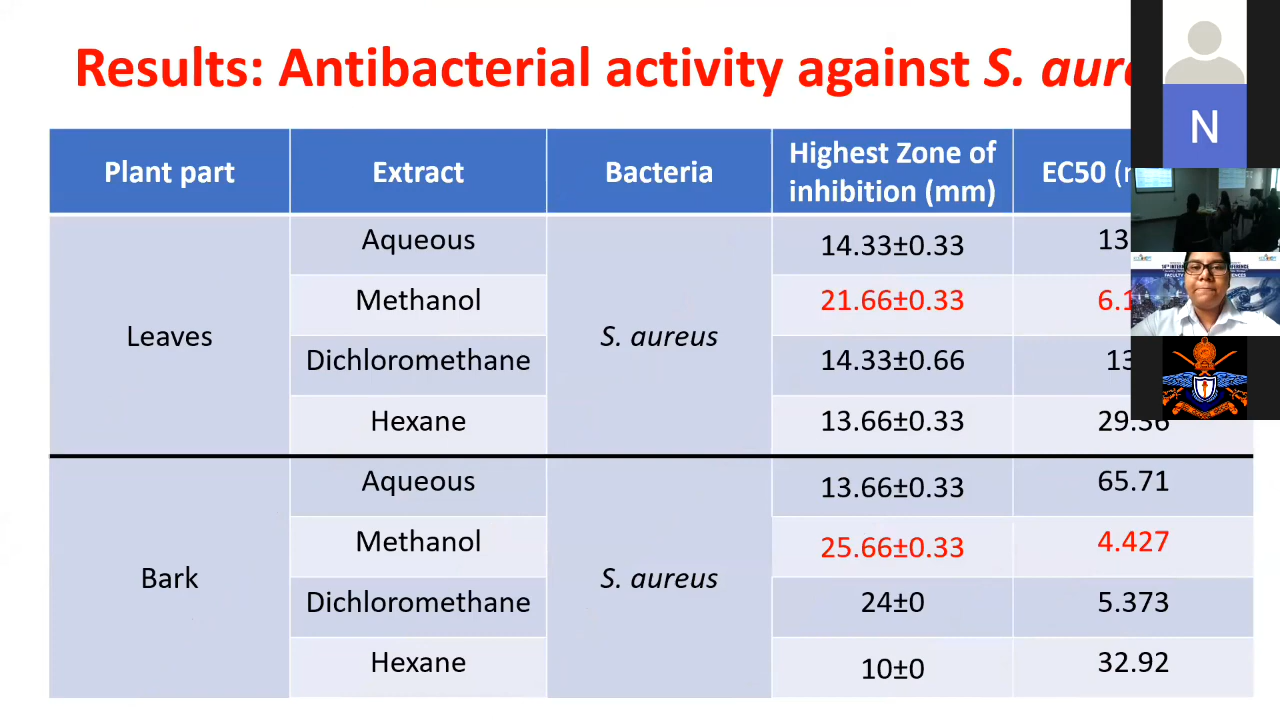 Results: Antibacterial activity against S.
Plant part Extract Bacteria Highest Zone of inhibition (mm) EC50
Leaves
Aqueous 14.33±0.33
Methanol 21.66±0.33
S. aureus
Dichloromethane 14.33±0.66
Hexane 13.66±0.33
Bark
Aqueous 13.66±0.33 65.71
Methanol 25.66±0.33 4.427
S. aureus
Dichloromethane 24±0 5.373
Hexane 10±0 32.92
N